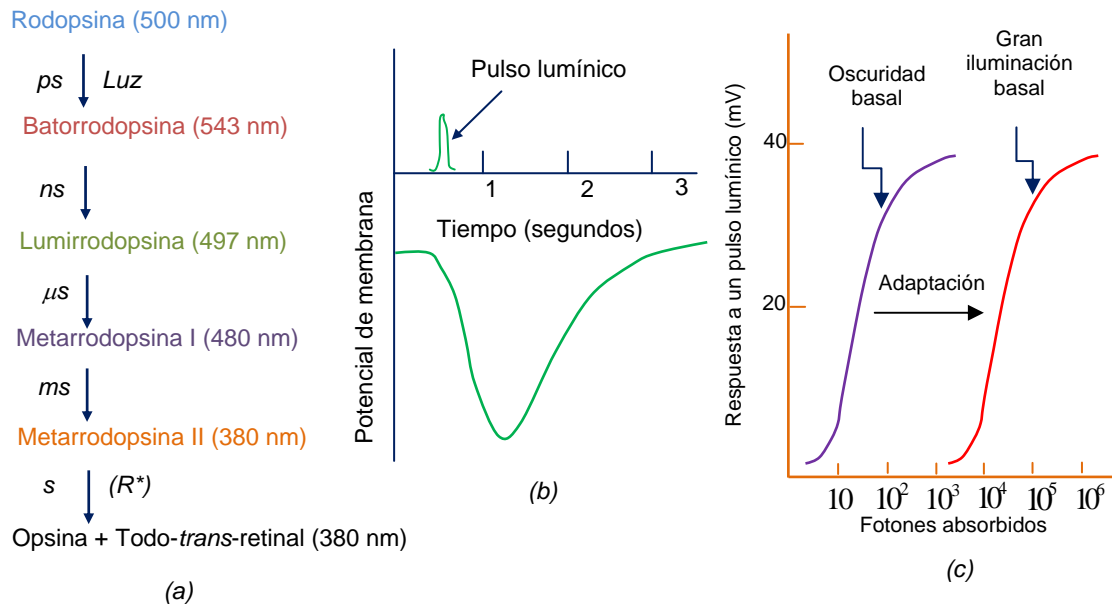 Rodopsina (500 nm)
ps Luz
Batorrodopsina (543 nm)
ns
Lumirrodopsina (497 nm)
μs
Metarrodopsina I (480 nm)
ms
Metarrodopsina II (380 nm)
s (R*)
Opsina + Todo-trans-retinal (380 nm)
(a)
Pulso lumínico
1 2 3
Tiempo (segundos)
Potencial de membrana
(b)
Gran
iluminación
basal
Oscuridad
basal
Respuesta a un pulso lumínico (mV)
40
20
Adaptación
10 10² 10³ 10⁴ 10⁵ 10⁶
Fotones absorbidos
(c)